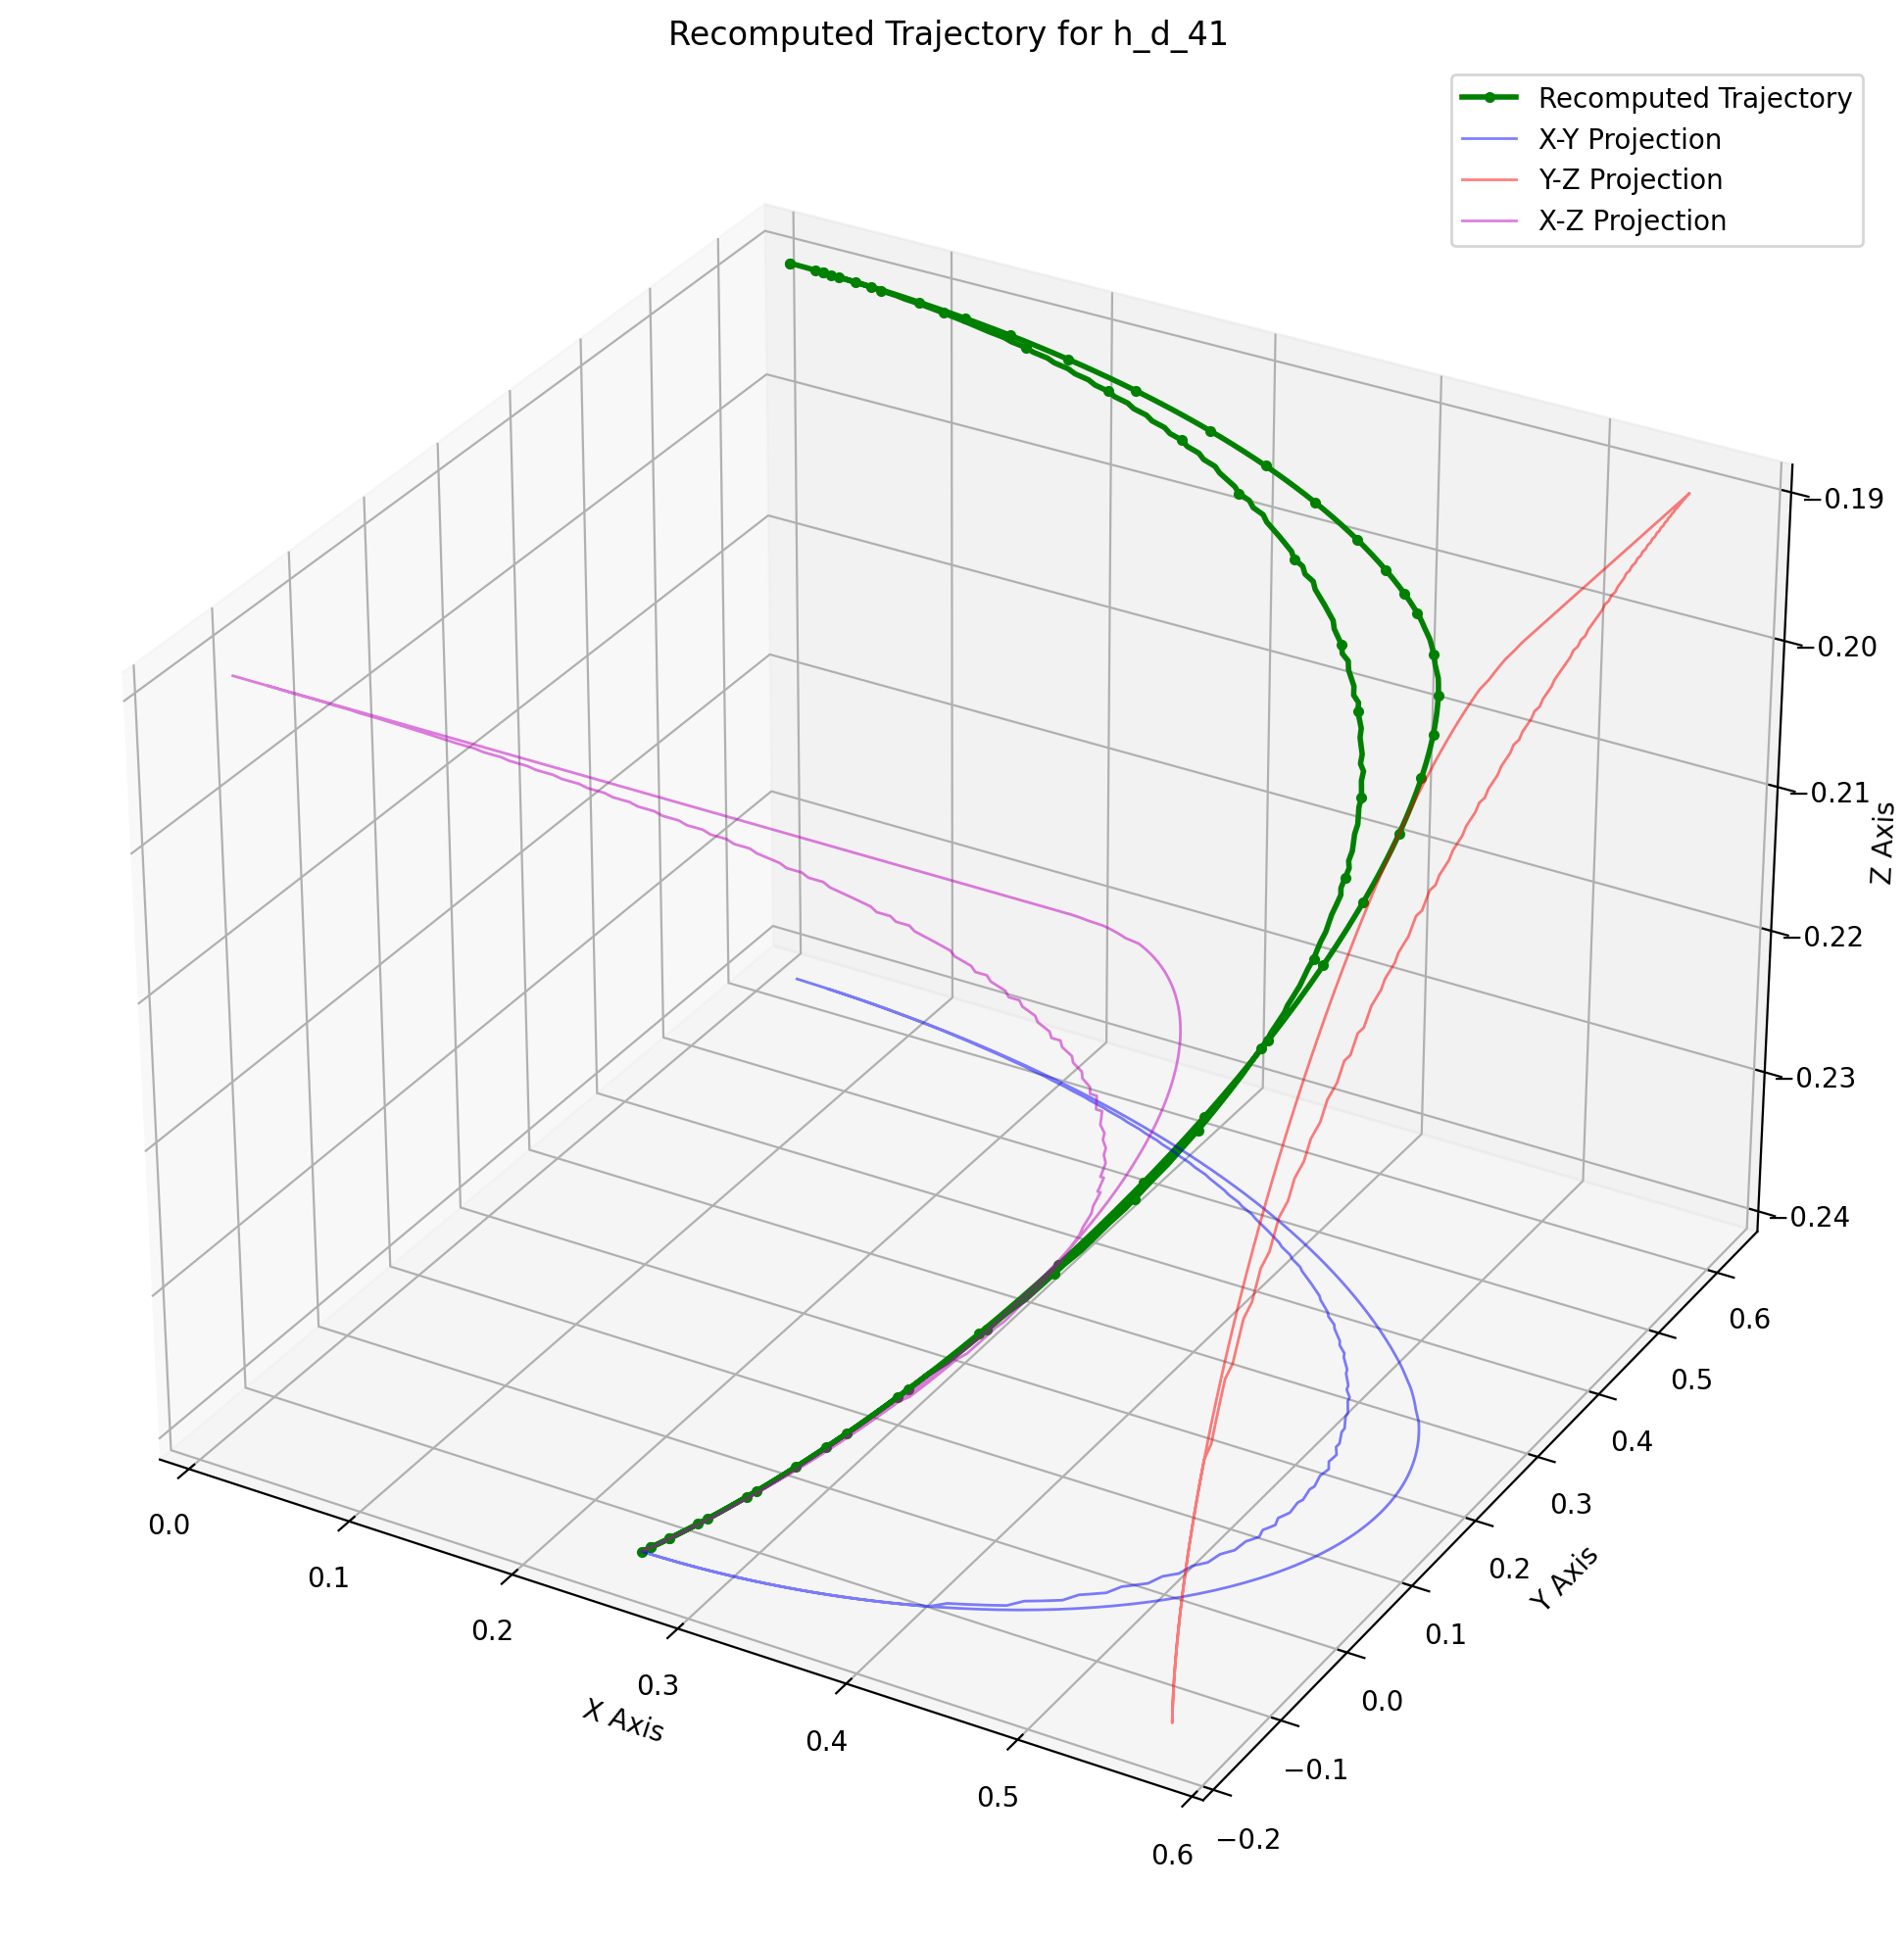 Recomputed Trajectory for h_d_41
Recomputed Trajectory
X-Y Projection
Y-Z Projection
X-Z Projection
−0.19
−0.20
−0.21
−0.22
−0.23
−0.24
Z Axis
0.6
0.5
0.4
0.3
0.2
0.1
0.0
−0.1
−0.2
Y Axis
0.0
0.1
0.2
0.3
0.4
0.5
0.6
X Axis